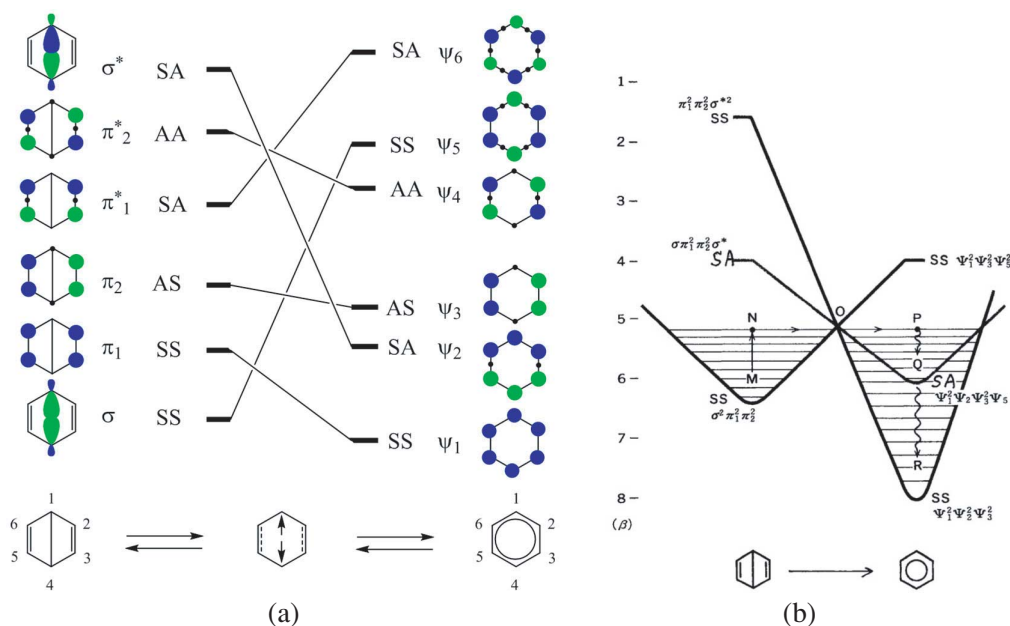 σ* SA
π*2 AA
π*1 SA
π2 AS
π1 SS
σ SS
SA ψ6
SS ψ5
AA ψ4
AS ψ3
SA ψ2
SS ψ1
1
6 2
5 3
4
1
6 2
5 3
4
(a)
1
2
3
4
5
6
7
8
(β)
π1²π2²σ*²
SS
σπ1²π2²σ*
SA
SS Ψ1²Ψ3²Ψ5²
N
O
P
M
Q
SS
σ²π1²π2²
SA
Ψ1²Ψ2Ψ3²Ψ5
R
SS
Ψ1²Ψ2²Ψ3²
(b)